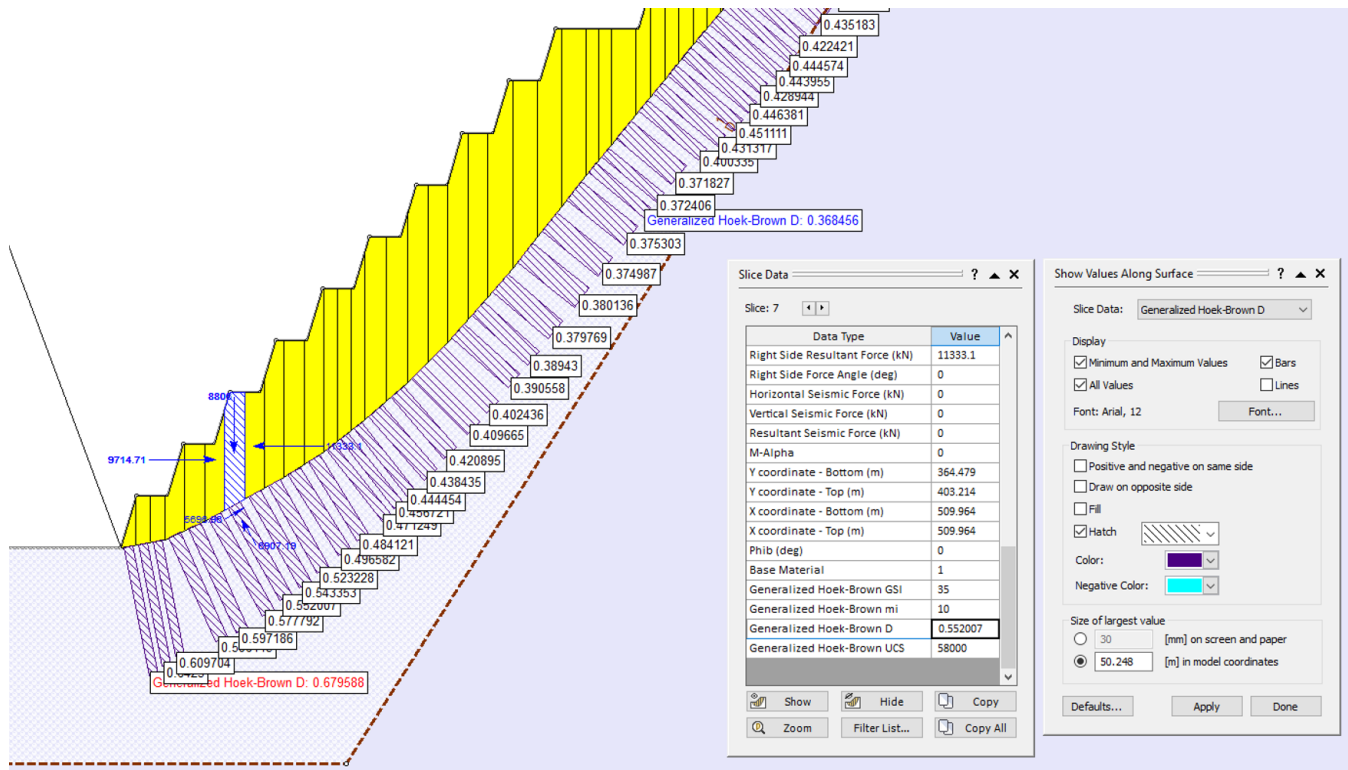 0.435183
0.422421
0.444574
0.443955
0.428944
0.446381
0.451111
0.431317
0.400335
0.371827
0.372406
Generalized Hoek-Brown D: 0.368456
0.375303
0.374987
0.380136
0.379769
0.38943
0.390558
0.402436
0.409665
0.420895
0.438435
0.444454
0.456721
0.471249
0.484121
0.496582
0.523228
0.543353
0.552007
0.577792
0.597186
0.609704
Generalized Hoek-Brown D: 0.679588
9714.71
11333.1
Slice Data
? ✕
Slice: 7
Data Type Value
Right Side Resultant Force (kN) 11333.1
Right Side Force Angle (deg) 0
Horizontal Seismic Force (kN) 0
Vertical Seismic Force (kN) 0
Resultant Seismic Force (kN) 0
M-Alpha 0
Y coordinate - Bottom (m) 364.479
Y coordinate - Top (m) 403.214
X coordinate - Bottom (m) 509.964
X coordinate - Top (m) 509.964
Phib (deg) 0
Base Material 1
Generalized Hoek-Brown GSI 35
Generalized Hoek-Brown mi 10
Generalized Hoek-Brown D 0.552007
Generalized Hoek-Brown UCS 58000
Show Hide Copy
Zoom Filter List... Copy All
Show Values Along Surface
? ✕
Slice Data: Generalized Hoek-Brown D
Display
Minimum and Maximum Values Bars
All Values Lines
Font: Arial, 12 Font...
Drawing Style
Positive and negative on same side
Draw on opposite side
Fill
Hatch
Color:
Negative Color:
Size of largest value
30 [mm] on screen and paper
50.248 [m] in model coordinates
Defaults... Apply Done